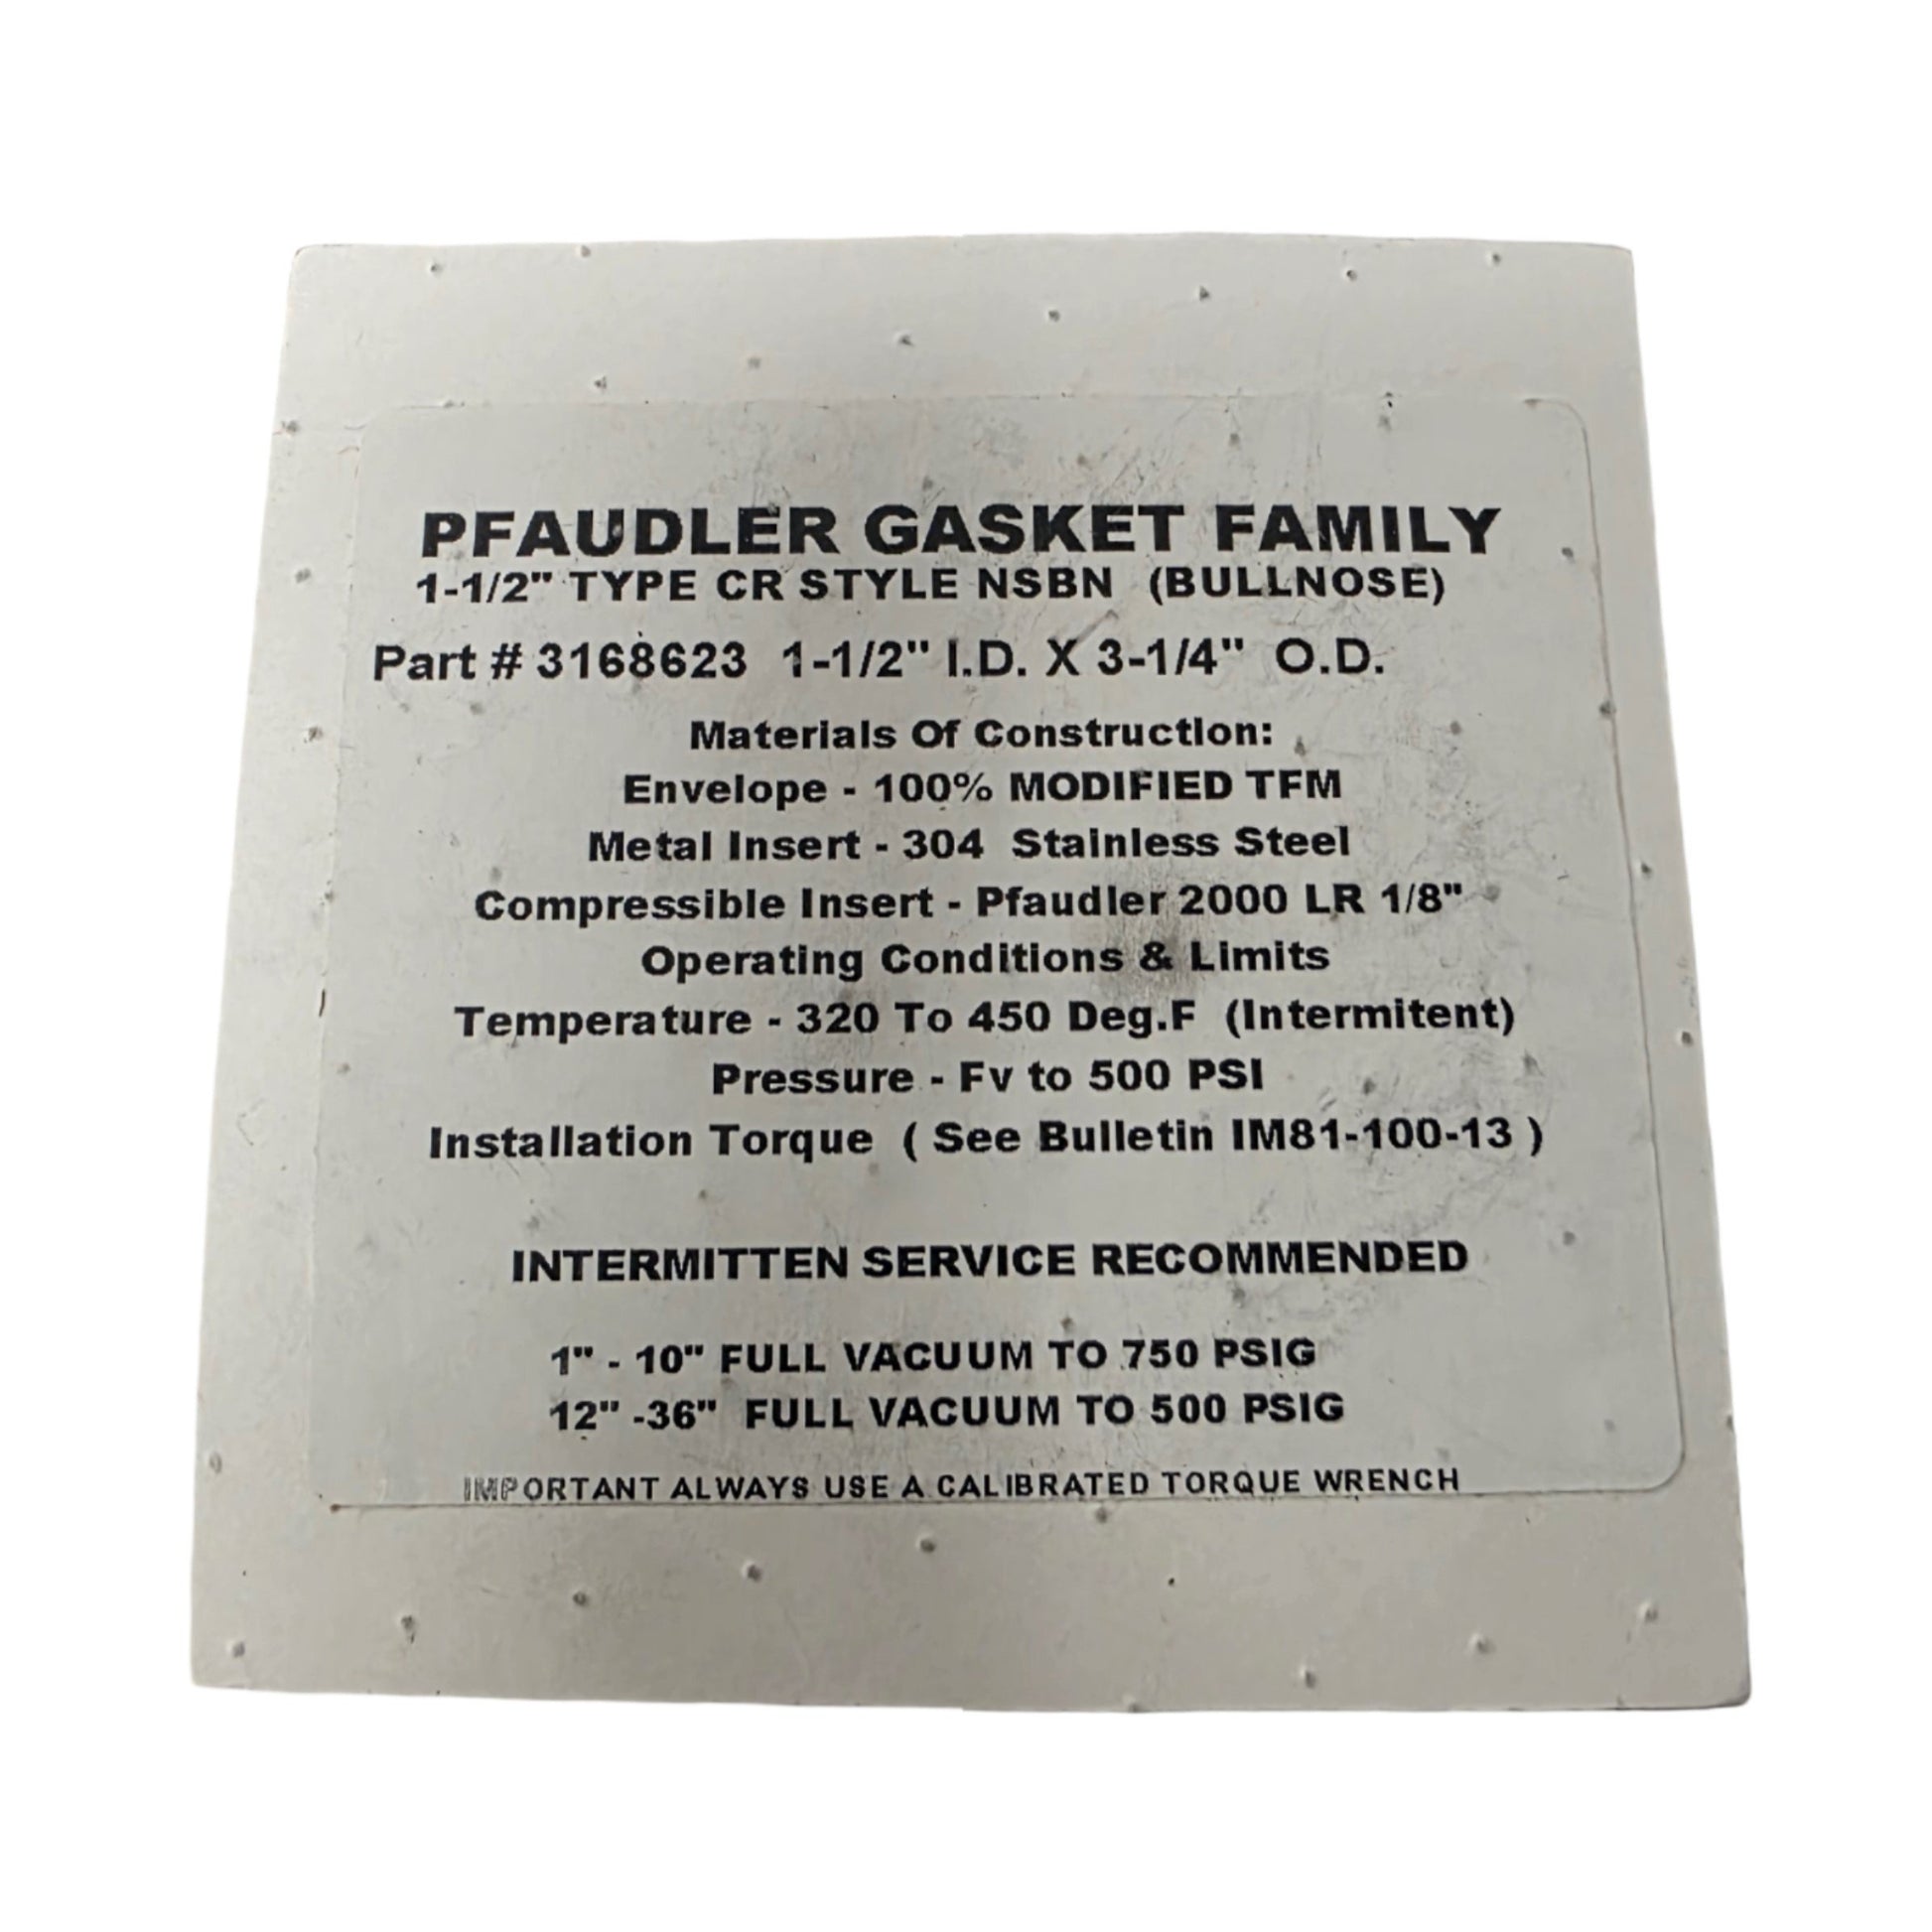 PFAUDLER GASKET FAMILY
1-1/2" TYPE CR STYLE NSBN (BULLNOSE)
Part # 3168623 1-1/2" I.D. X 3-1/4" O.D.
Materials Of Construction:
Envelope - 100% MODIFIED TFM
Metal Insert - 304 Stainless Steel
Compressible Insert - Pfaudler 2000 LR 1/8"
Operating Conditions & Limits
Temperature - 320 To 450 Deg.F (Intermitent)
Pressure - Fv to 500 PSI
Installation Torque ( See Bulletin IM81-100-13 )
INTERMITTEN SERVICE RECOMMENDED
1" - 10" FULL VACUUM TO 750 PSIG
12" -36" FULL VACUUM TO 500 PSIG
IMPORTANT ALWAYS USE A CALIBRATED TORQUE WRENCH